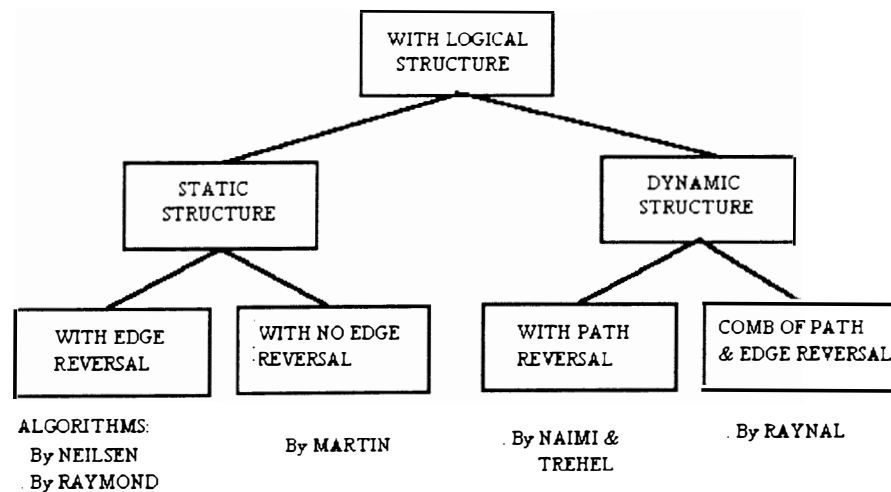 WITH LOGICAL
STRUCTURE
STATIC
STRUCTURE
DYNAMIC
STRUCTURE
WITH EDGE
REVERSAL
WITH NO EDGE
REVERSAL
WITH PATH
REVERSAL
COMB OF PATH
& EDGE REVERSAL
ALGORITHMS:
By NEILSEN
. By RAYMOND
By MARTIN
. By NAIMI &
TREHEL
. By RAYNAL